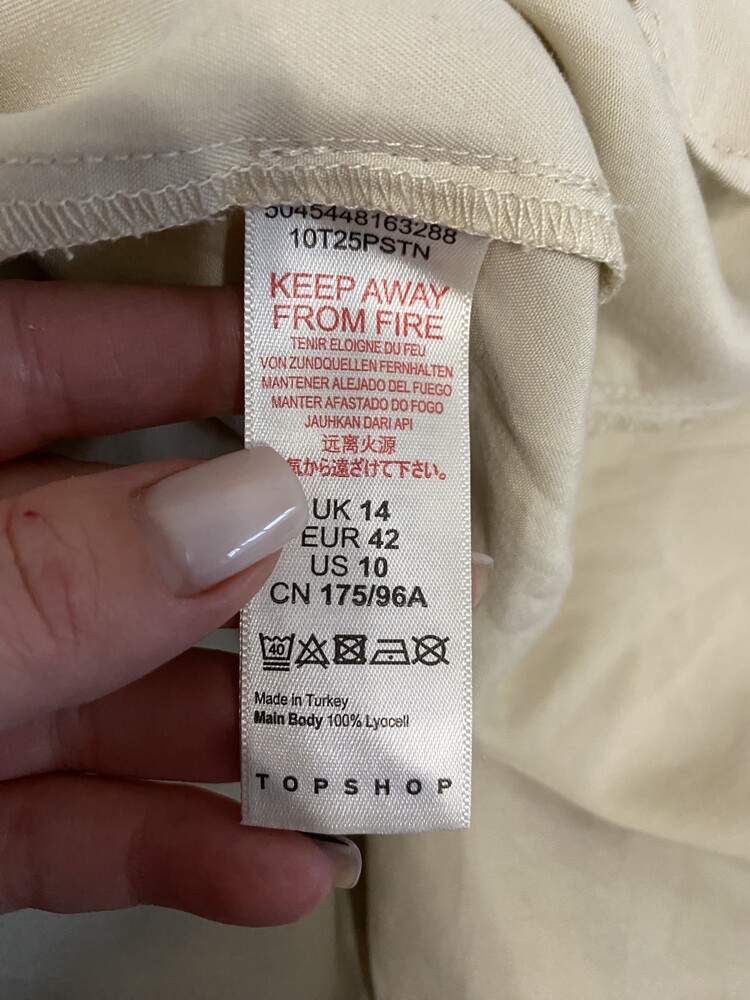 5045448163288
10T25PSTN
KEEP AWAY
FROM FIRE
TENIR ELOIGNE DU FEU
VON ZUNDQUELLEN FERNHALTEN
MANTENER ALEJADO DEL FUEGO
MANTER AFASTADO DO FOGO
JAUHKAN DARI API
远离火源
気から遠ざけて下さい。
UK 14
EUR 42
US 10
CN 175/96A
40
Made in Turkey
Main Body 100% Lyocell
TOPSHOP